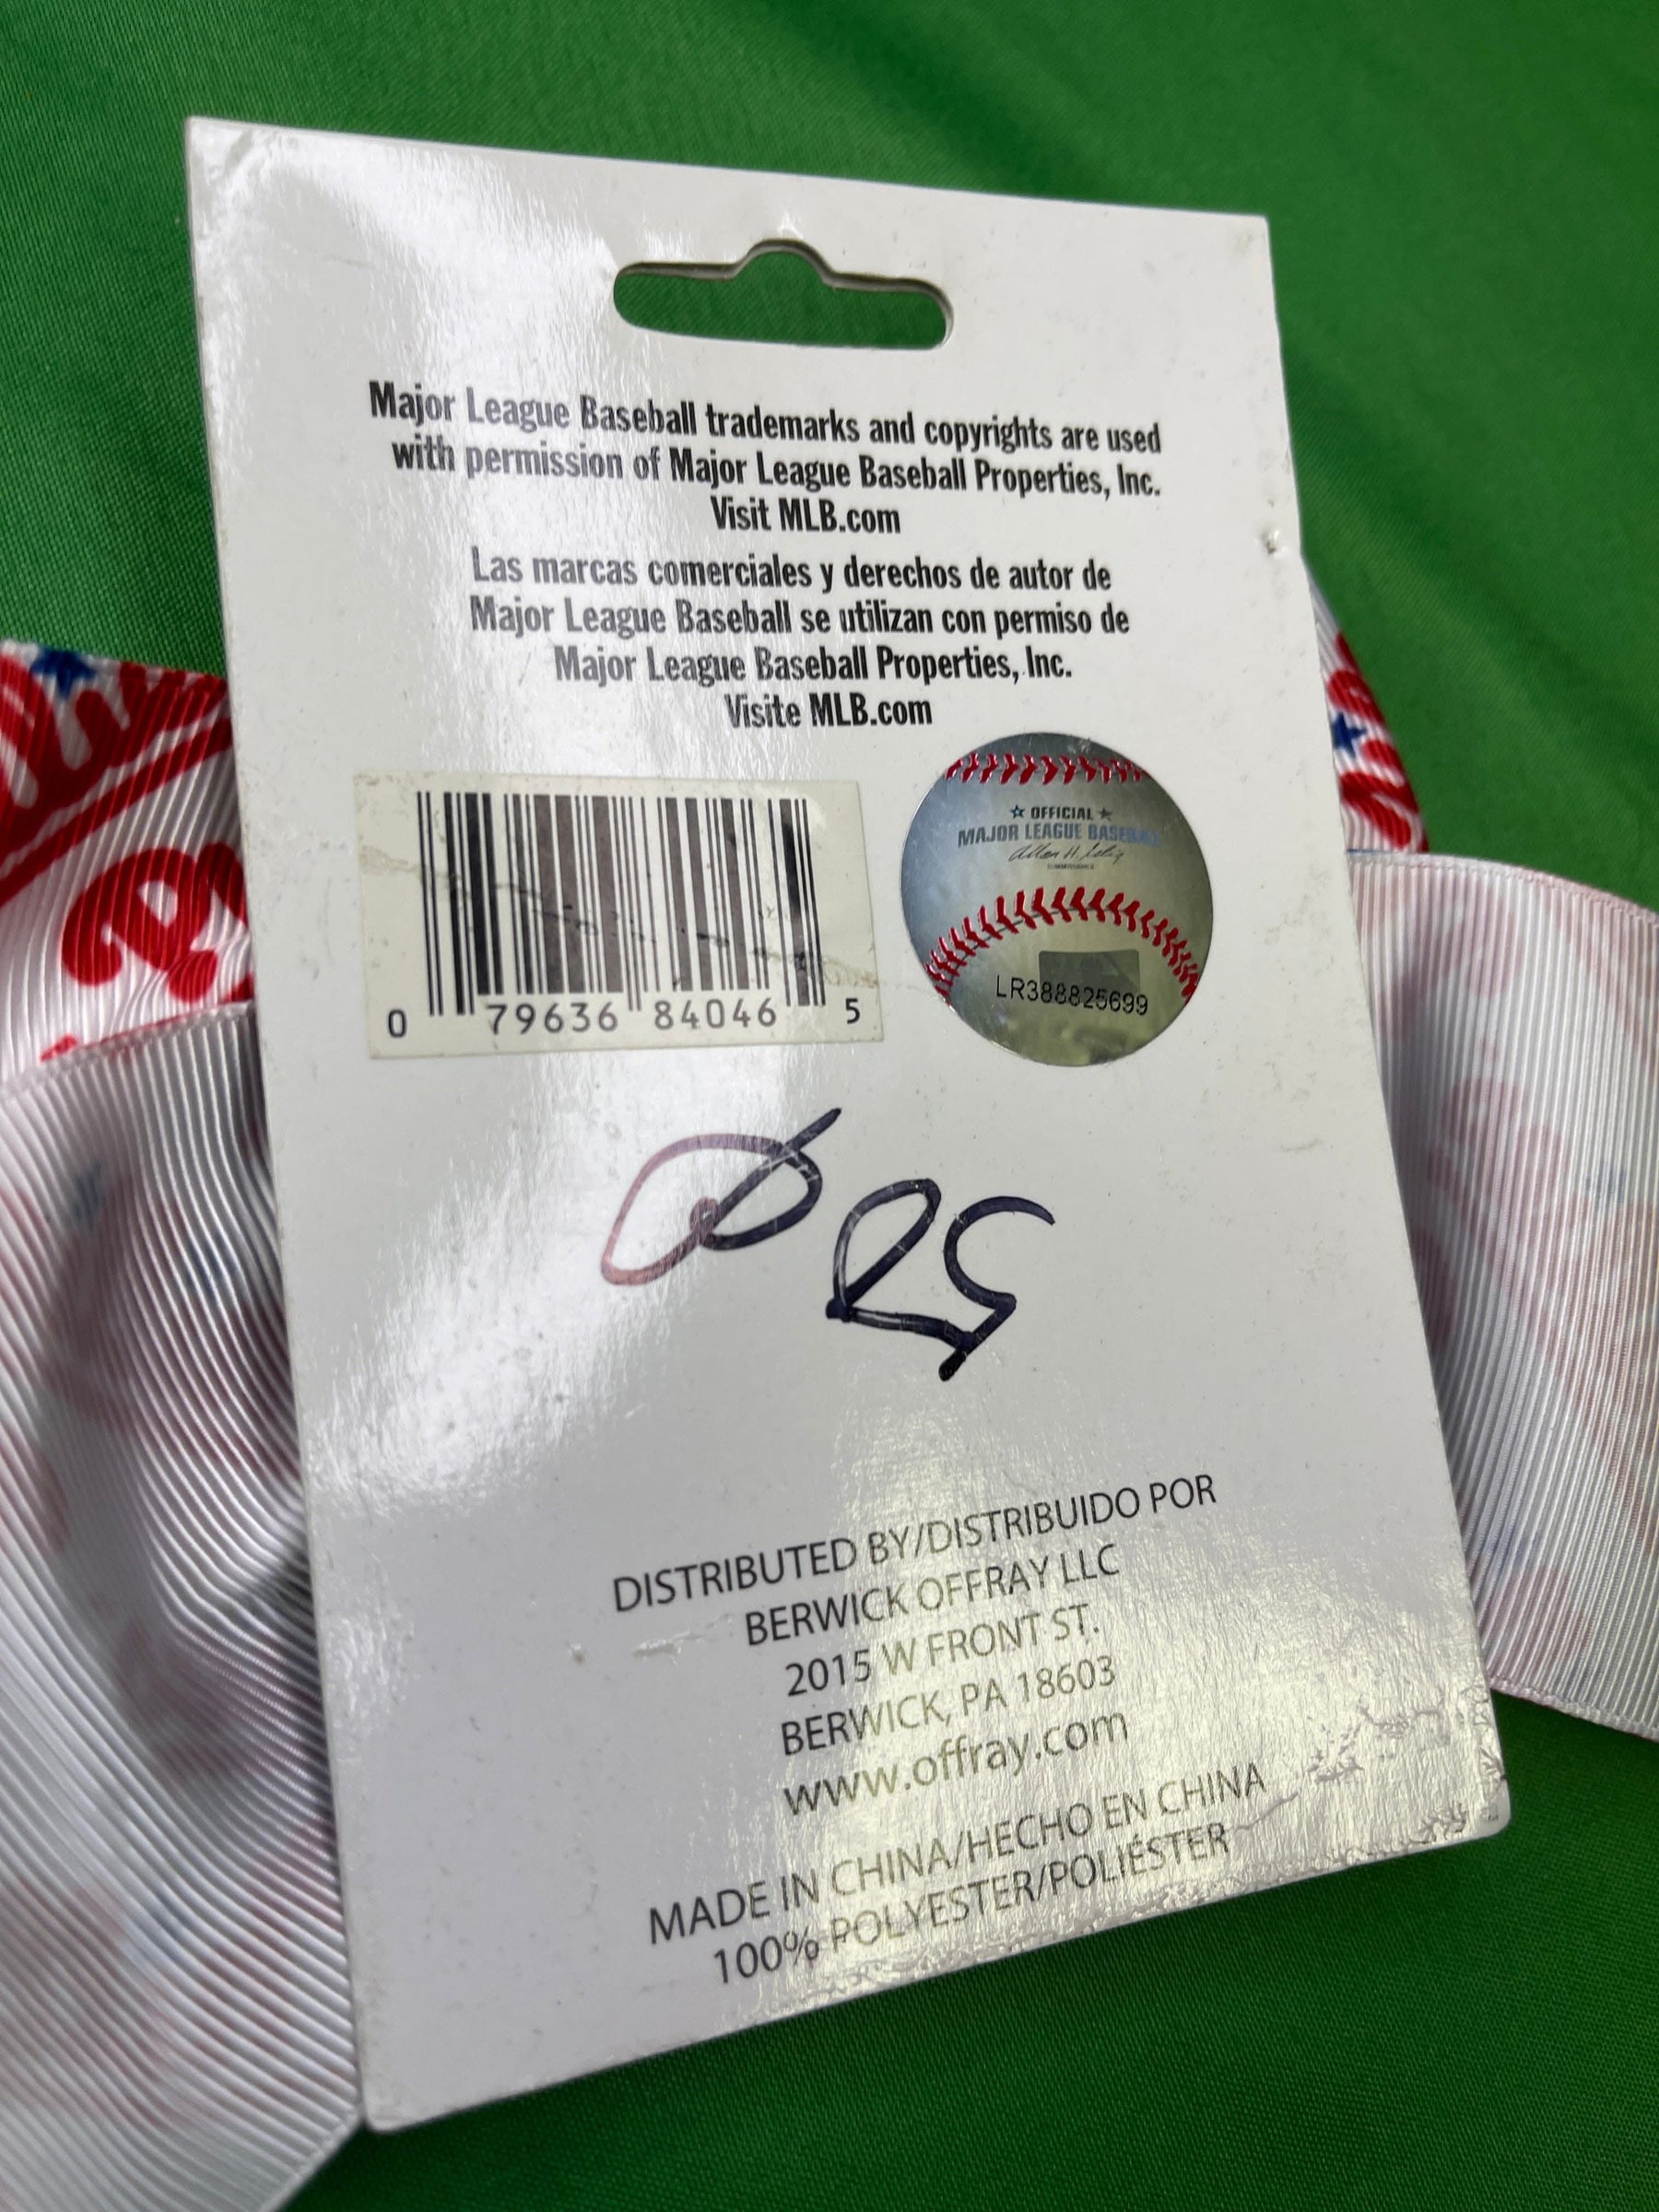 Major League Baseball trademarks and copyrights are used
with permission of Major League Baseball Properties, Inc.
Visit MLB.com
Las marcas comerciales y derechos de autor de
Major League Baseball se utilizan con permiso de
Major League Baseball Properties, Inc.
Visite MLB.com
★ OFFICIAL ★
MAJOR LEAGUE BASEBALL
Allan H. Selig
LR388825699
0 79636 84046 5
DISTRIBUTED BY/DISTRIBUIDO POR
BERWICK OFFRAY LLC
2015 W FRONT ST.
BERWICK, PA 18603
www.offray.com
MADE IN CHINA/HECHO EN CHINA
100% POLYESTER/POLIÉSTER